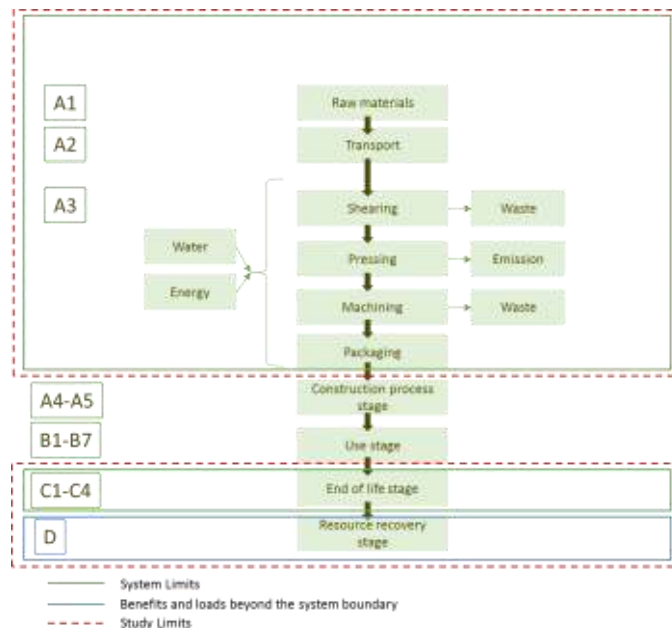 A1
Raw materials
A2
Transport
A3
Shearing
Waste
Water
Pressing
Emission
Energy
Machining
Waste
Packaging
A4-A5
Construction process
stage
B1-B7
Use stage
C1-C4
End of life stage
D
Resource recovery
stage
System Limits
Benefits and loads beyond the system boundary
Study Limits